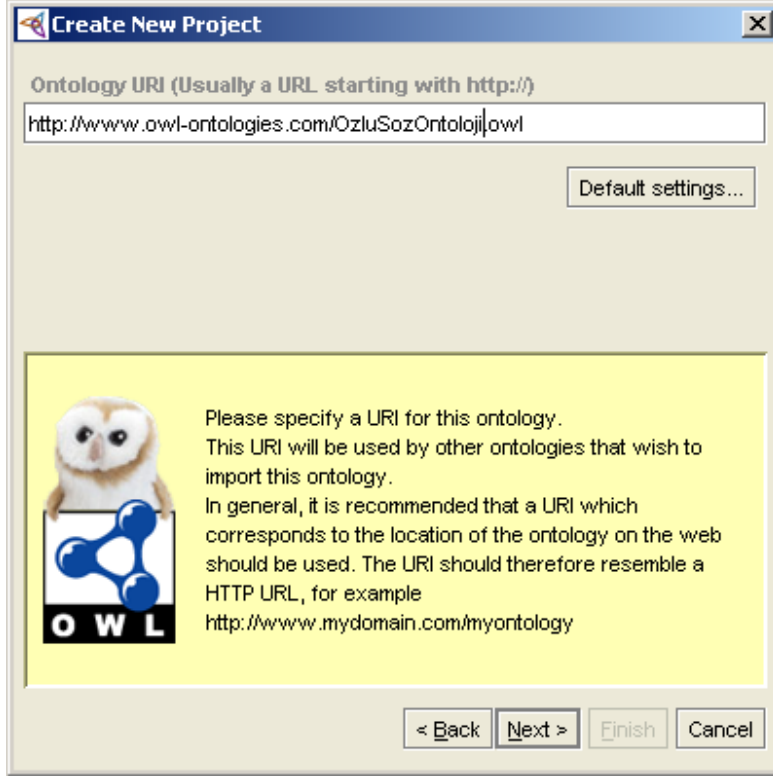 Create New Project
Ontology URI (Usually a URL starting with http://)
http://www.owl-ontologies.com/OzluSozOntoloji.owl
Default settings...
Please specify a URI for this ontology.
This URI will be used by other ontologies that wish to
import this ontology.
In general, it is recommended that a URI which
corresponds to the location of the ontology on the web
should be used. The URI should therefore resemble a
HTTP URL, for example
http://www.mydomain.com/myontology
OWL
< Back Next > Finish Cancel